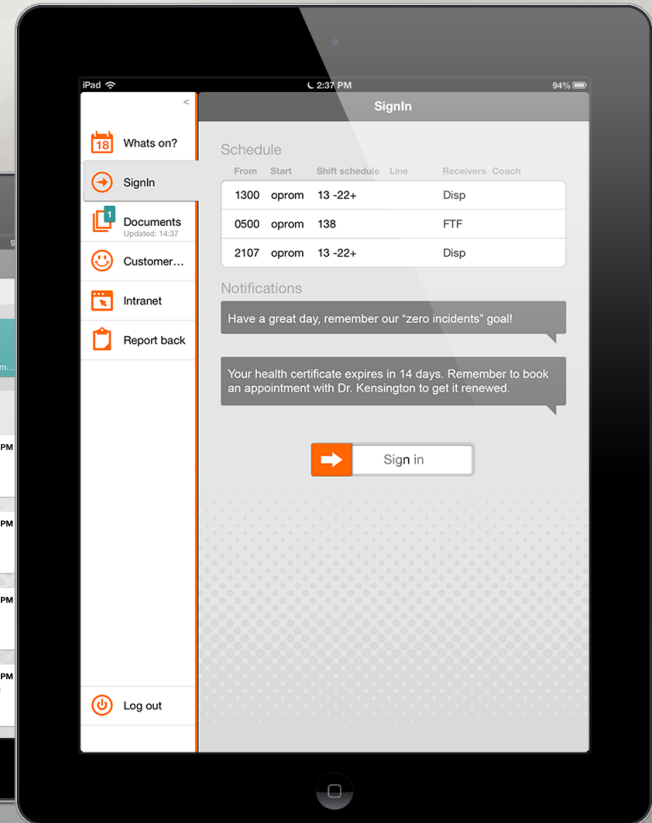 iPad
2:37 PM
94%
SignIn
<
18
Whats on?
SignIn
1
Documents
Updated: 14:37
Customer...
Intranet
Report back
Log out
Schedule
From Start Shift schedule Line Receivers Coach
1300 oprom 13 -22+ Disp
0500 oprom 138 FTF
2107 oprom 13 -22+ Disp
Notifications
Have a great day, remember our “zero incidents” goal!
Your health certificate expires in 14 days. Remember to book
an appointment with Dr. Kensington to get it renewed.
Sign in
9
m...
PM
PM
PM
PM